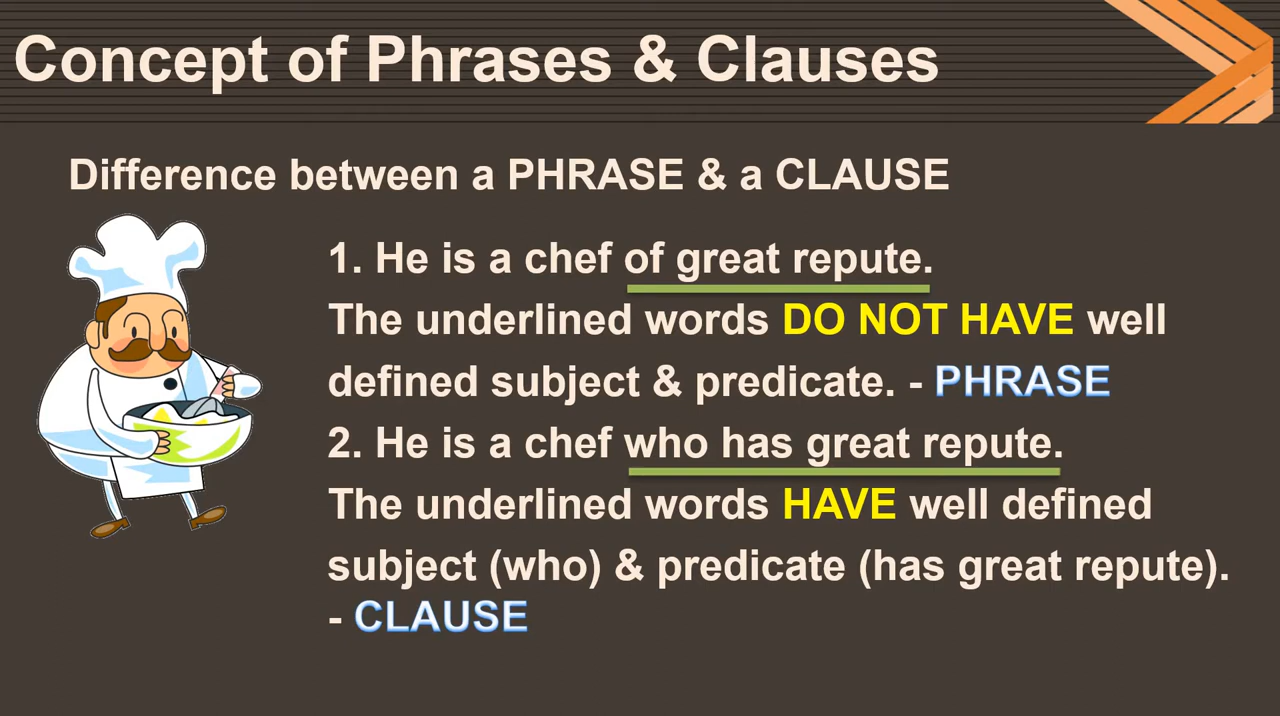 Concept of Phrases & Clauses
Difference between a PHRASE & a CLAUSE
1. He is a chef of great repute.
The underlined words DO NOT HAVE well
defined subject & predicate. - PHRASE
2. He is a chef who has great repute.
The underlined words HAVE well defined
subject (who) & predicate (has great repute).
- CLAUSE